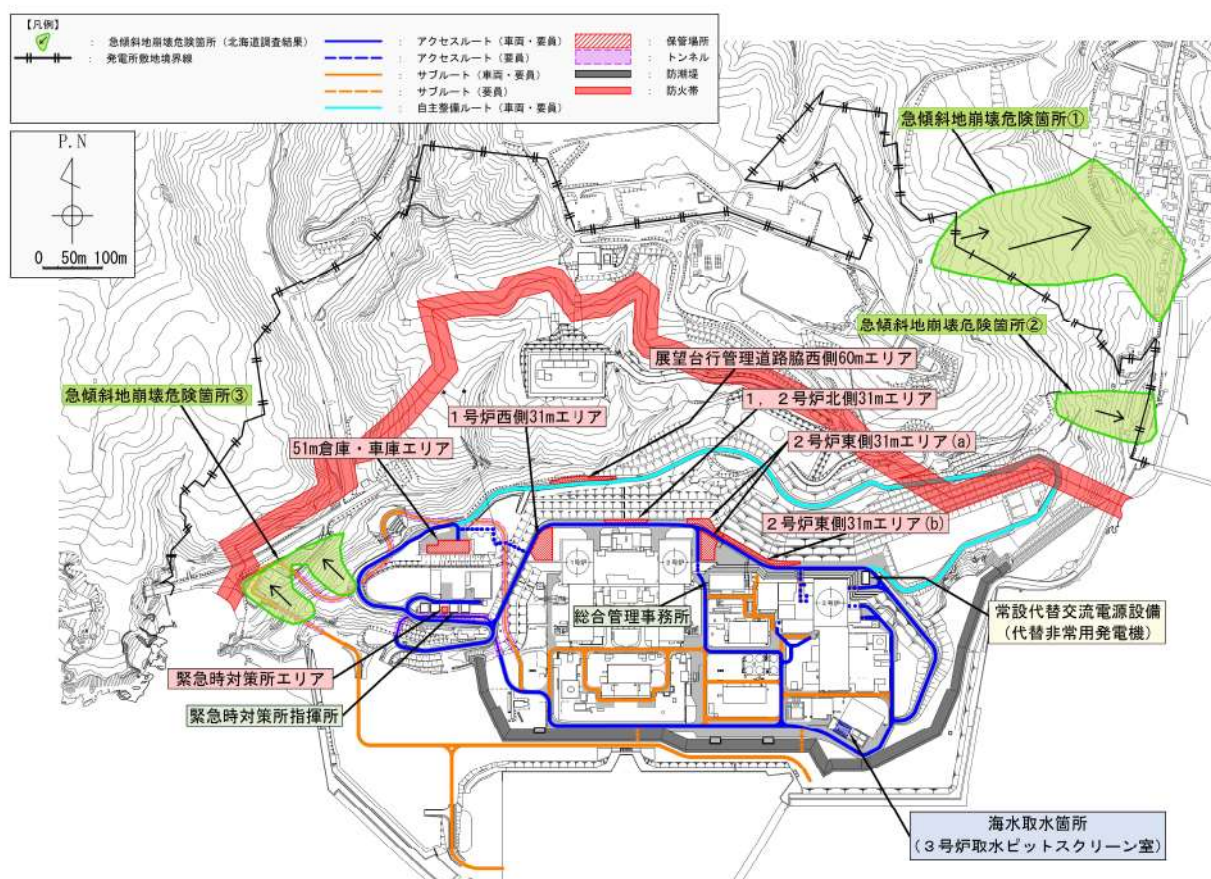 【凡例】
： 急傾斜地崩壊危険箇所（北海道調査結果）
： 発電所敷地境界線
： アクセスルート（車両・要員）
： アクセスルート（要員）
： サブルート（車両・要員）
： サブルート（要員）
： 自主整備ルート（車両・要員）
： 保管場所
： トンネル
： 防潮堤
： 防火帯
P.N
0 50m 100m
急傾斜地崩壊危険箇所①
急傾斜地崩壊危険箇所②
展望台行管理道路脇西側60mエリア
急傾斜地崩壊危険箇所③
１，２号炉北側31mエリア
１号炉西側31mエリア
２号炉東側31mエリア(a)
51m倉庫・車庫エリア
２号炉東側31mエリア(b)
1号炉
2号炉
3号炉
総合管理事務所
常設代替交流電源設備
（代替非常用発電機）
緊急時対策所エリア
緊急時対策所指揮所
海水取水箇所
（３号炉取水ピットスクリーン室）